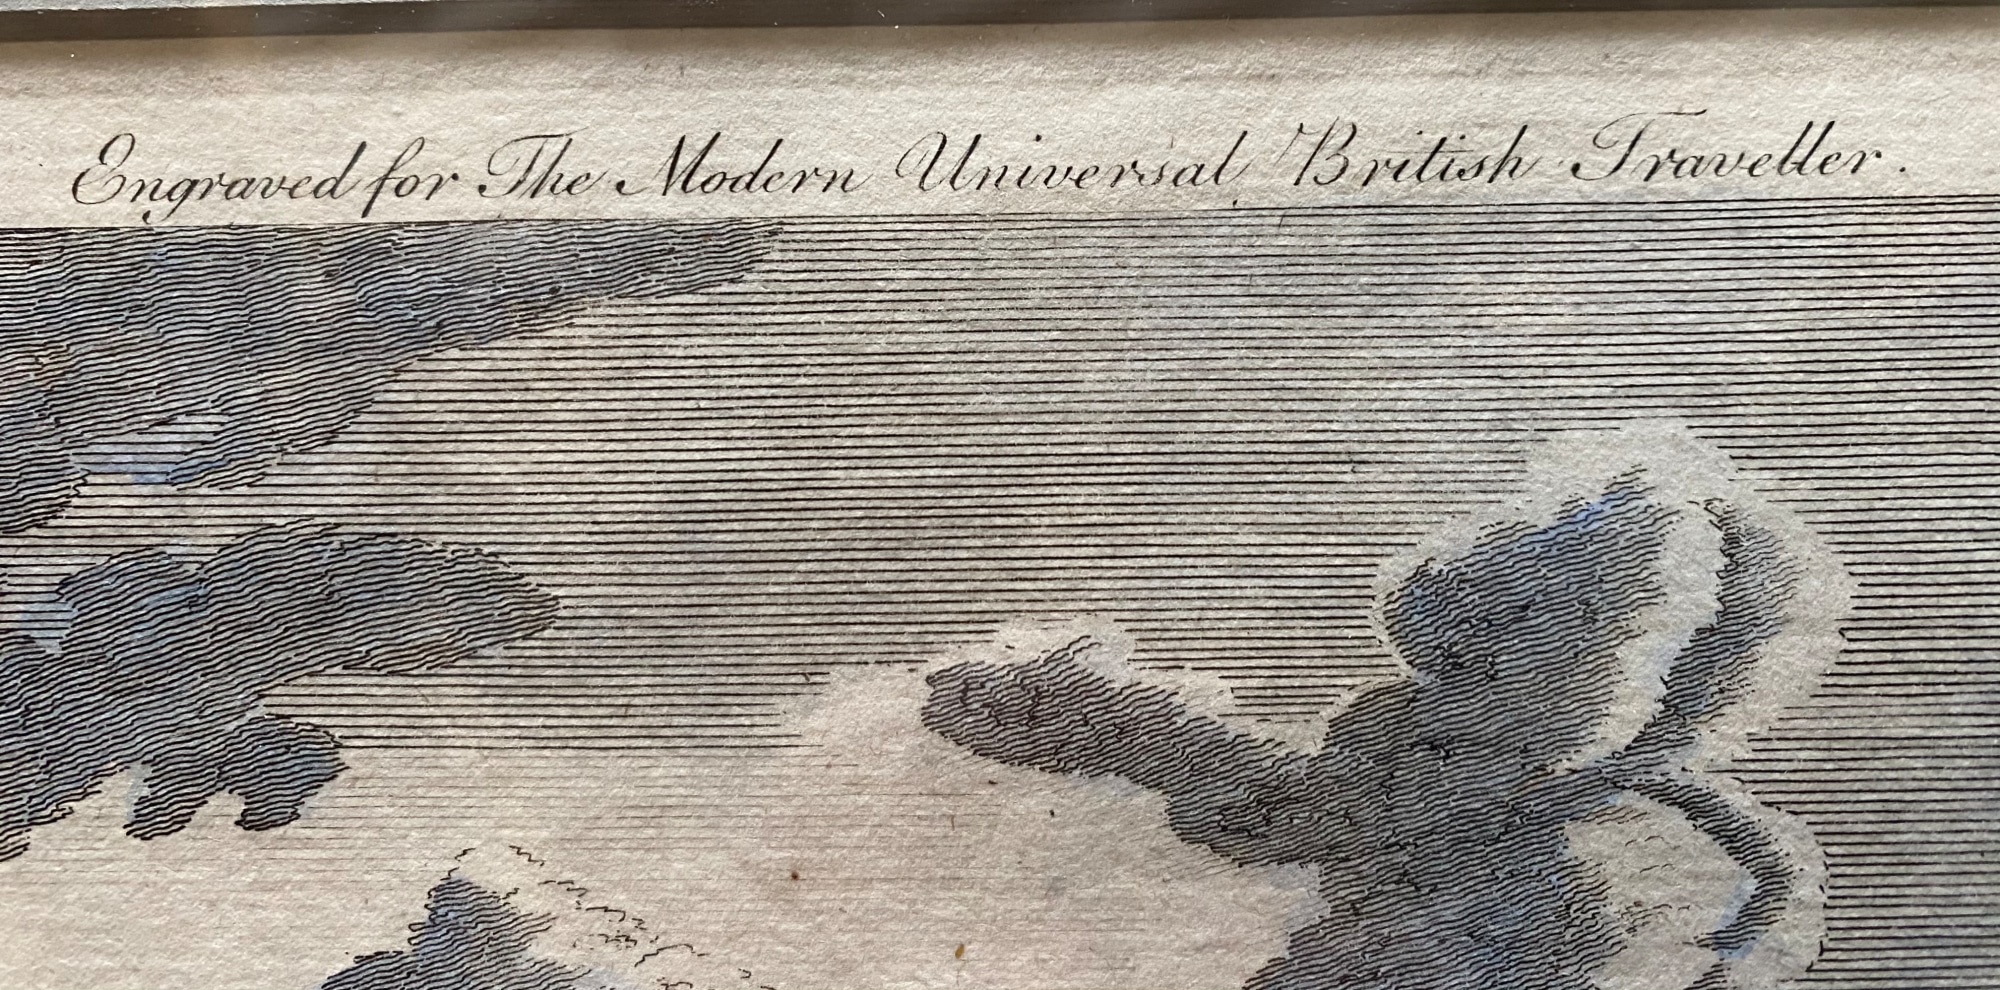 Engraved for The Modern Universal British Traveller.